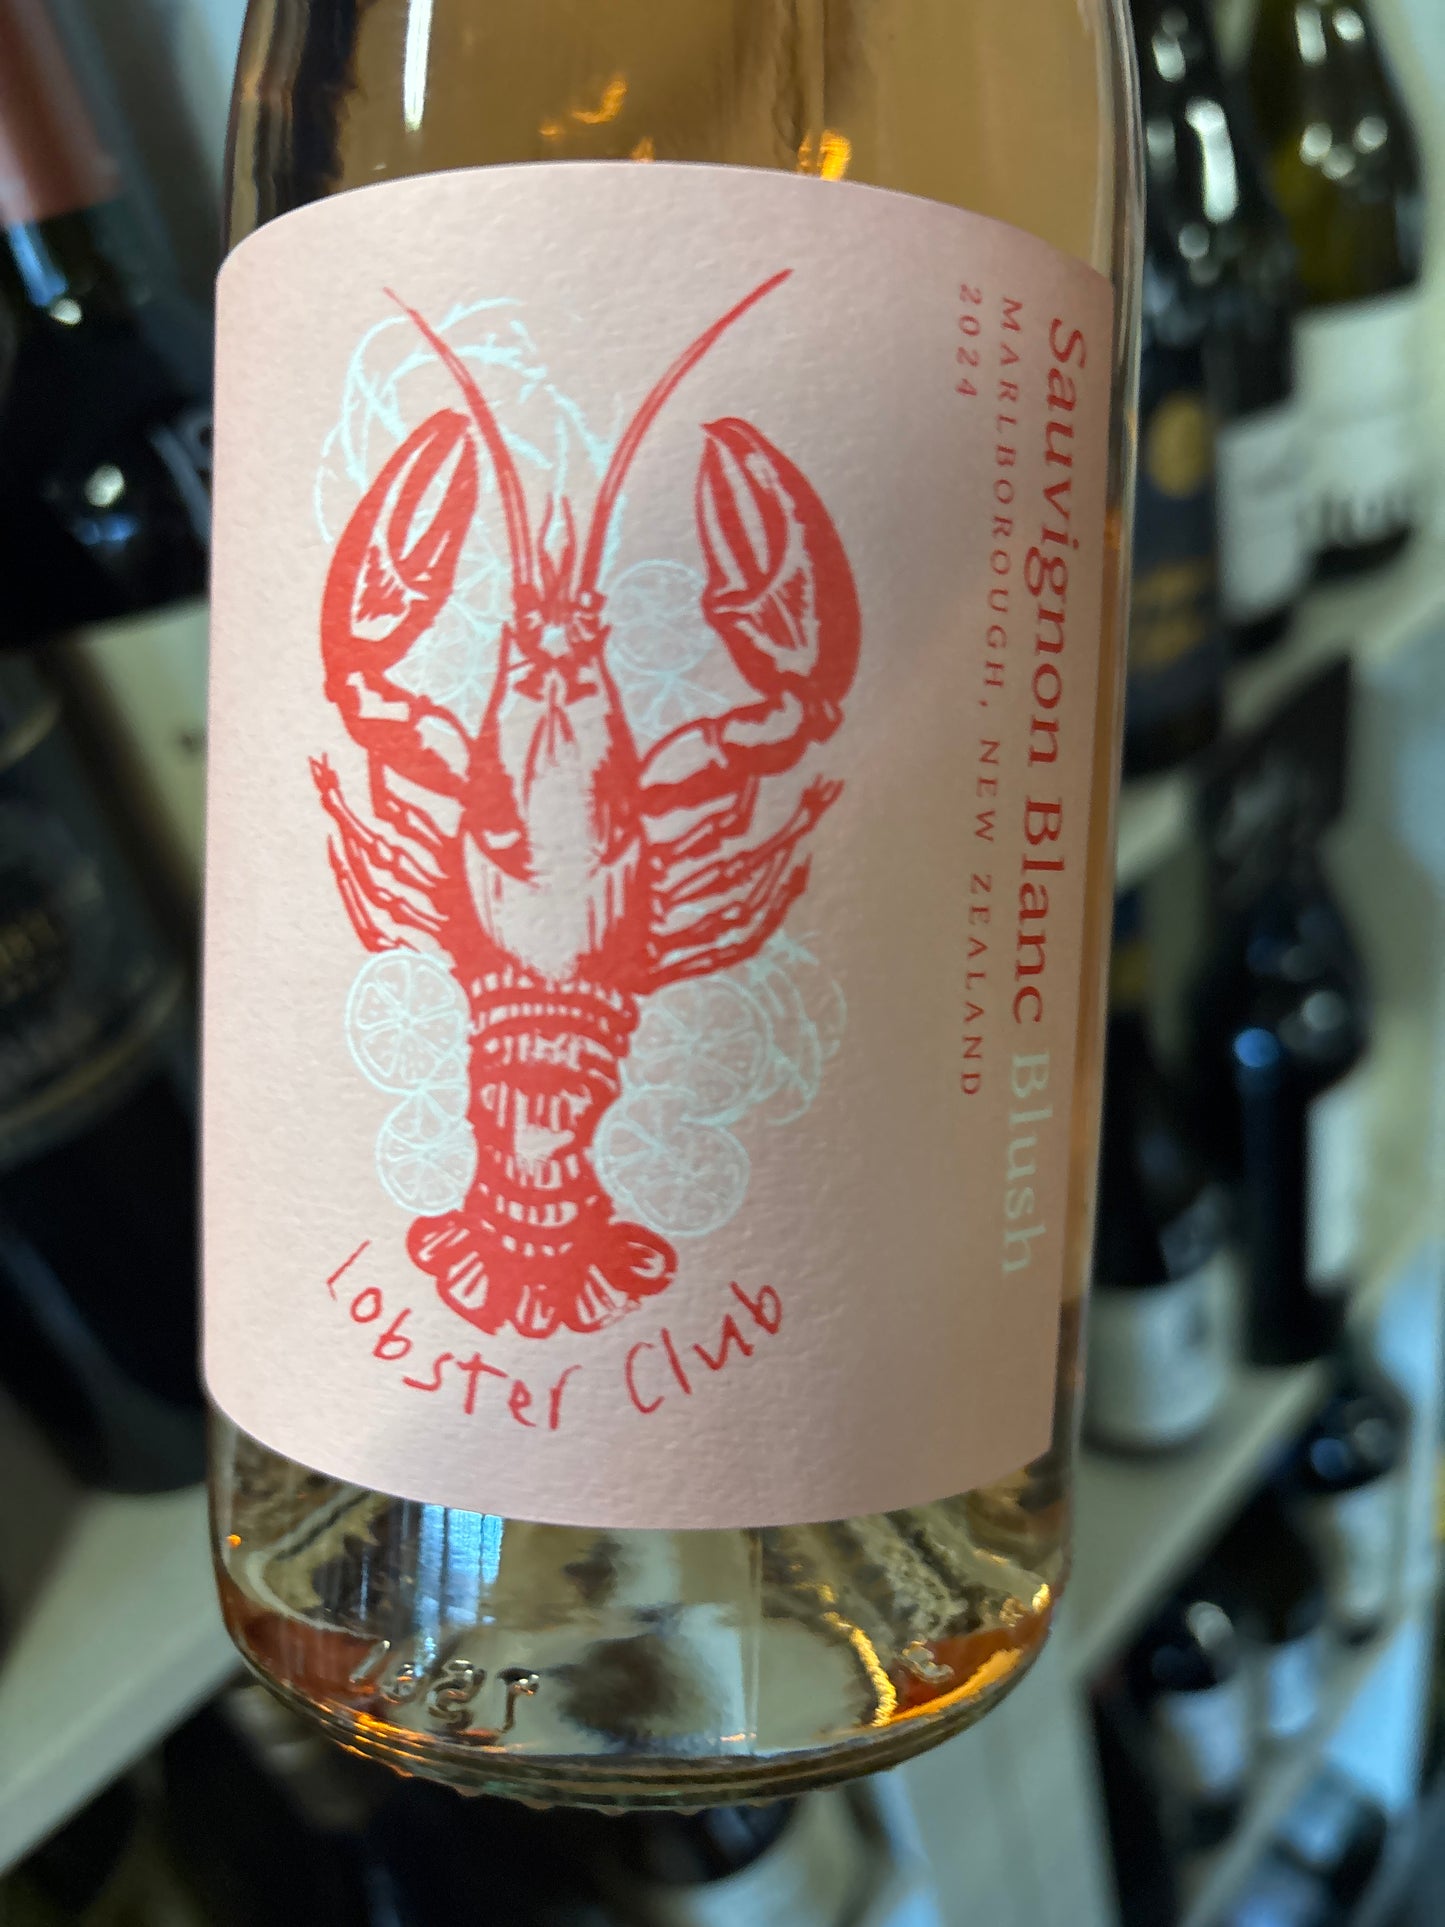 Sauvignon Blanc Blush
MARLBOROUGH, NEW ZEALAND
2024
Lobster Club